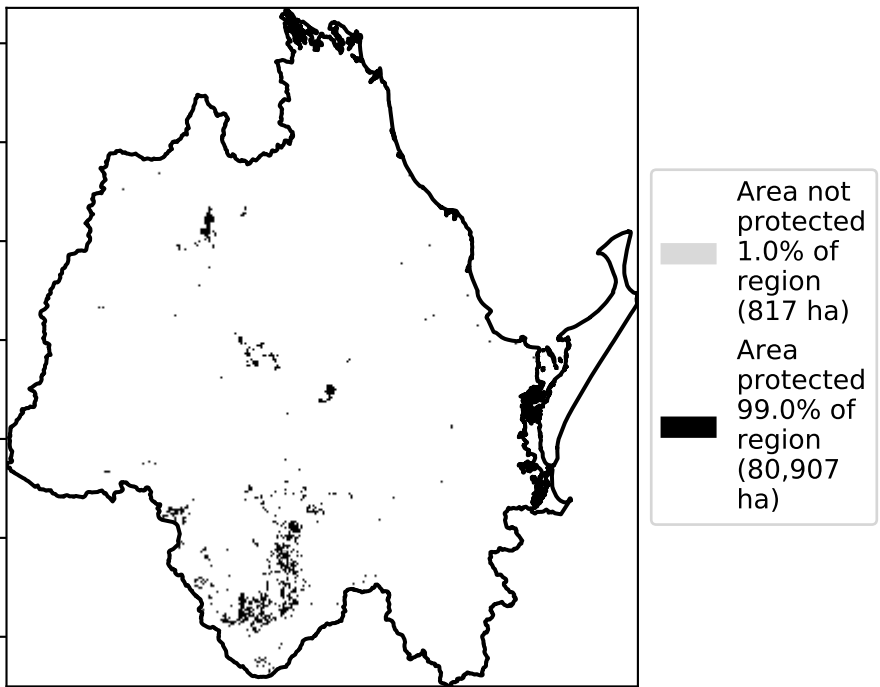 Area not
protected
1.0% of
region
(817 ha)
Area
protected
99.0% of
region
(80,907
ha)